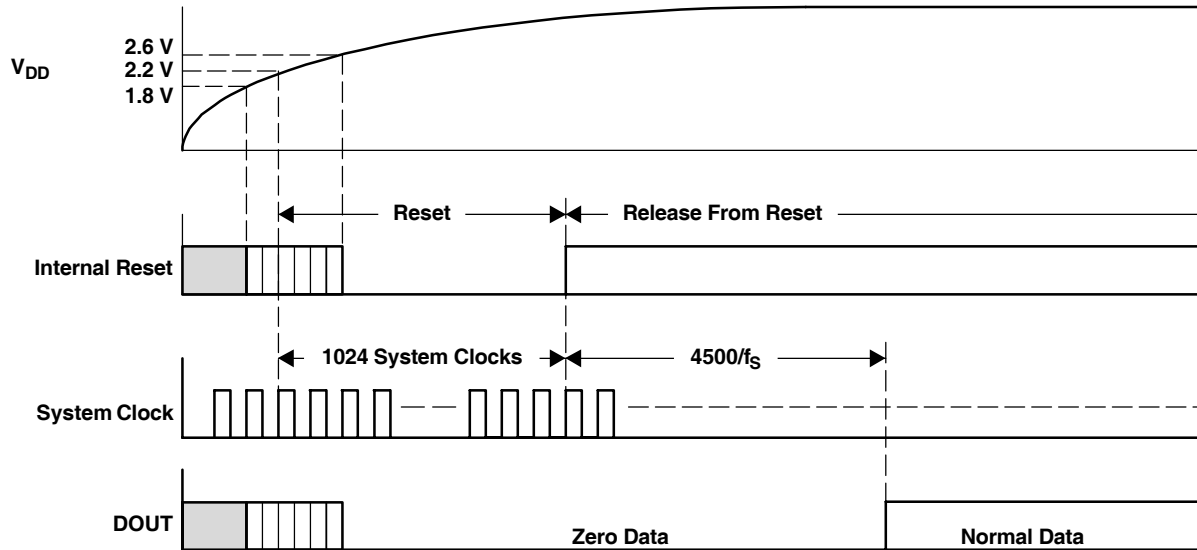 2.6 V
V_DD
2.2 V
1.8 V
Reset
Release From Reset
Internal Reset
1024 System Clocks
4500/f_S
System Clock
DOUT
Zero Data
Normal Data